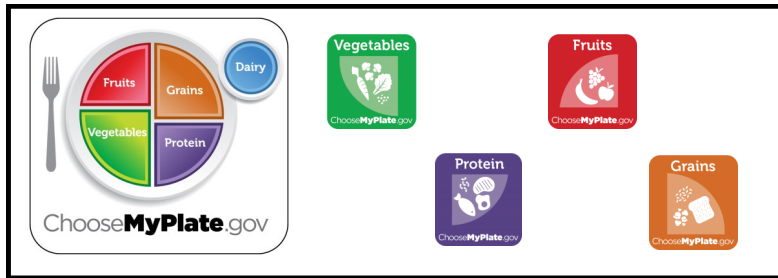 Fruits
Grains
Dairy
Vegetables
Protein
ChooseMyPlate.gov
Vegetables
ChooseMyPlate.gov
Fruits
ChooseMyPlate.gov
Protein
ChooseMyPlate.gov
Grains
ChooseMyPlate.gov